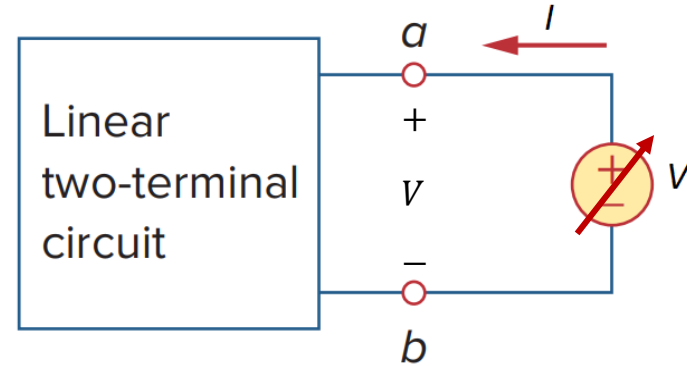 I
a
Linear
two-terminal
circuit
+
V
−
+
−
V
b